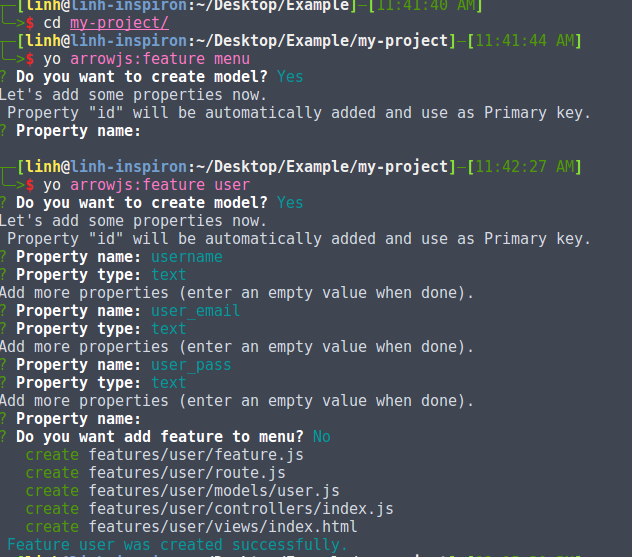 [linh@linh-inspiron:~/Desktop/Example]-[11:41:40 AM]
>$ cd my-project/
[linh@linh-inspiron:~/Desktop/Example/my-project]-[11:41:44 AM]
>$ yo arrowjs:feature menu
? Do you want to create model? Yes
Let's add some properties now.
Property "id" will be automatically added and use as Primary key.
? Property name:
[linh@linh-inspiron:~/Desktop/Example/my-project]-[11:42:27 AM]
>$ yo arrowjs:feature user
? Do you want to create model? Yes
Let's add some properties now.
Property "id" will be automatically added and use as Primary key.
? Property name: username
? Property type: text
Add more properties (enter an empty value when done).
? Property name: user_email
? Property type: text
Add more properties (enter an empty value when done).
? Property name: user_pass
? Property type: text
Add more properties (enter an empty value when done).
? Property name:
? Do you want add feature to menu? No
create features/user/feature.js
create features/user/route.js
create features/user/models/user.js
create features/user/controllers/index.js
create features/user/views/index.html
Feature user was created successfully.